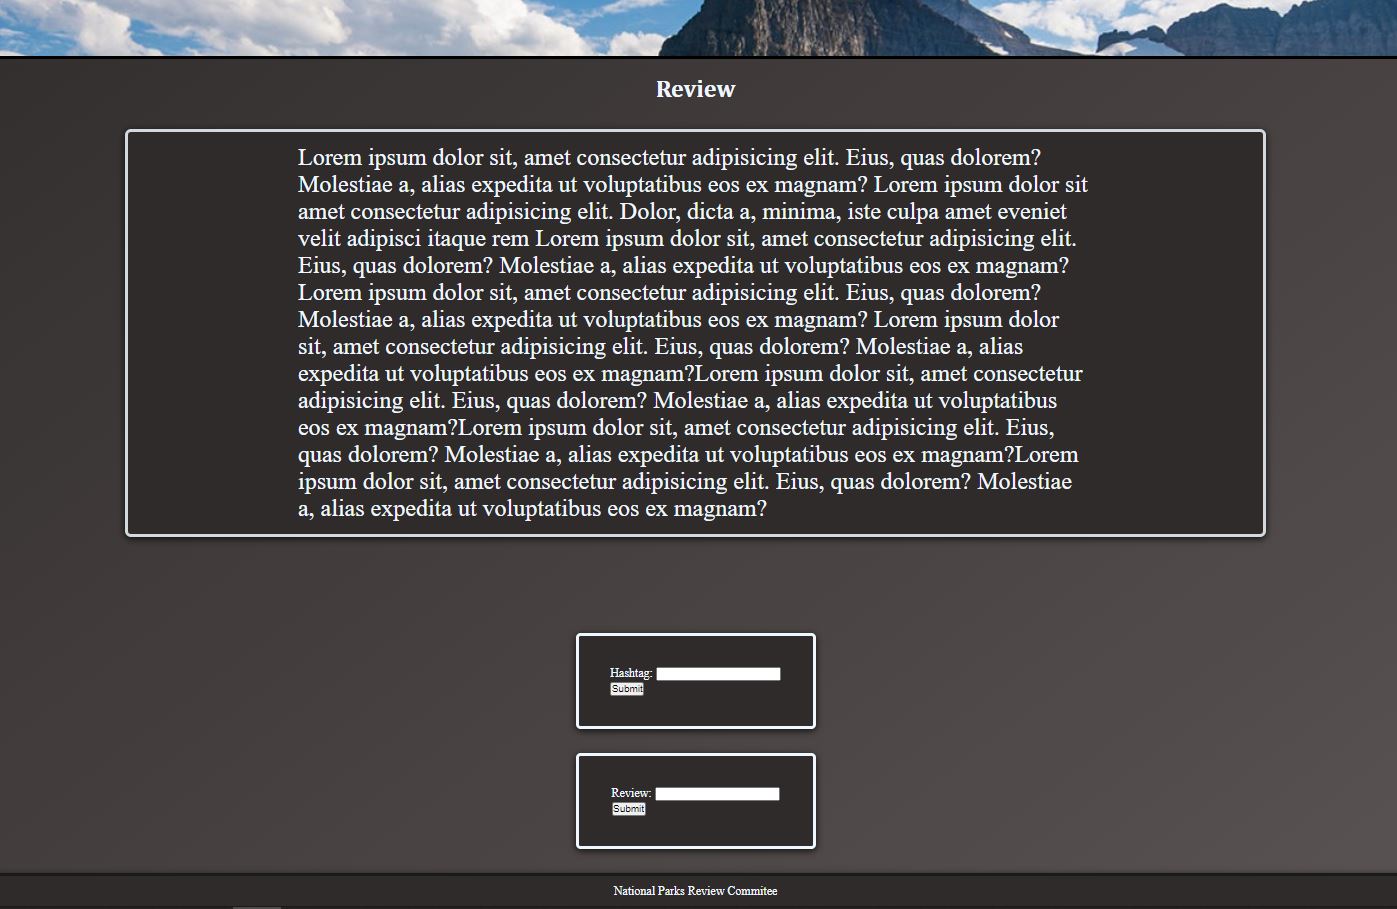 Review
Lorem ipsum dolor sit, amet consectetur adipisicing elit. Eius, quas dolorem?
Molestiae a, alias expedita ut voluptatibus eos ex magnam? Lorem ipsum dolor sit
amet consectetur adipisicing elit. Dolor, dicta a, minima, iste culpa amet eveniet
velit adipisci itaque rem Lorem ipsum dolor sit, amet consectetur adipisicing elit.
Eius, quas dolorem? Molestiae a, alias expedita ut voluptatibus eos ex magnam?
Lorem ipsum dolor sit, amet consectetur adipisicing elit. Eius, quas dolorem?
Molestiae a, alias expedita ut voluptatibus eos ex magnam? Lorem ipsum dolor
sit, amet consectetur adipisicing elit. Eius, quas dolorem? Molestiae a, alias
expedita ut voluptatibus eos ex magnam?Lorem ipsum dolor sit, amet consectetur
adipisicing elit. Eius, quas dolorem? Molestiae a, alias expedita ut voluptatibus
eos ex magnam?Lorem ipsum dolor sit, amet consectetur adipisicing elit. Eius,
quas dolorem? Molestiae a, alias expedita ut voluptatibus eos ex magnam?Lorem
ipsum dolor sit, amet consectetur adipisicing elit. Eius, quas dolorem? Molestiae
a, alias expedita ut voluptatibus eos ex magnam?
Hashtag:
Submit
Review:
Submit
National Parks Review Commitee